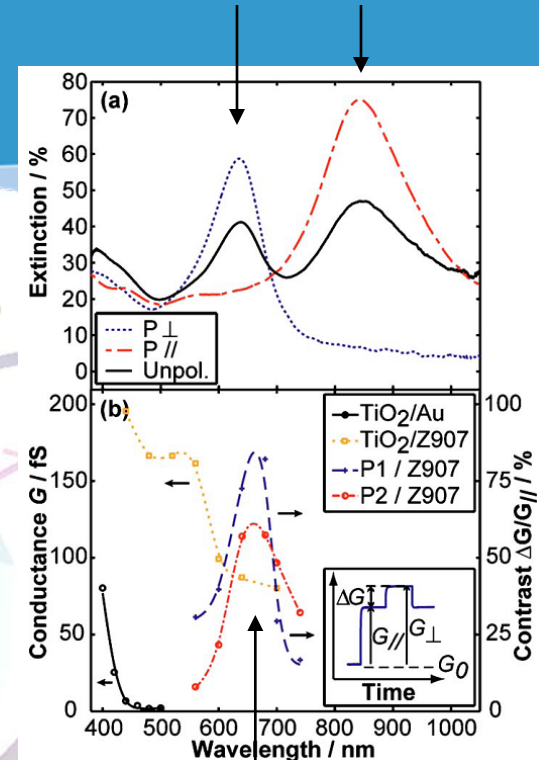 (a)
80
70
60
50
40
30
20
10
0
Extinction / %
P ⊥
P //
Unpol.
(b)
200
150
100
50
0
Conductance G / fS
TiO₂/Au
TiO₂/Z907
P1 / Z907
P2 / Z907
100
75
50
25
0
Contrast ΔG/G// / %
ΔG
G//
G⊥
G₀
Time
400 500 600 700 800 900 1000
Wavelength / nm